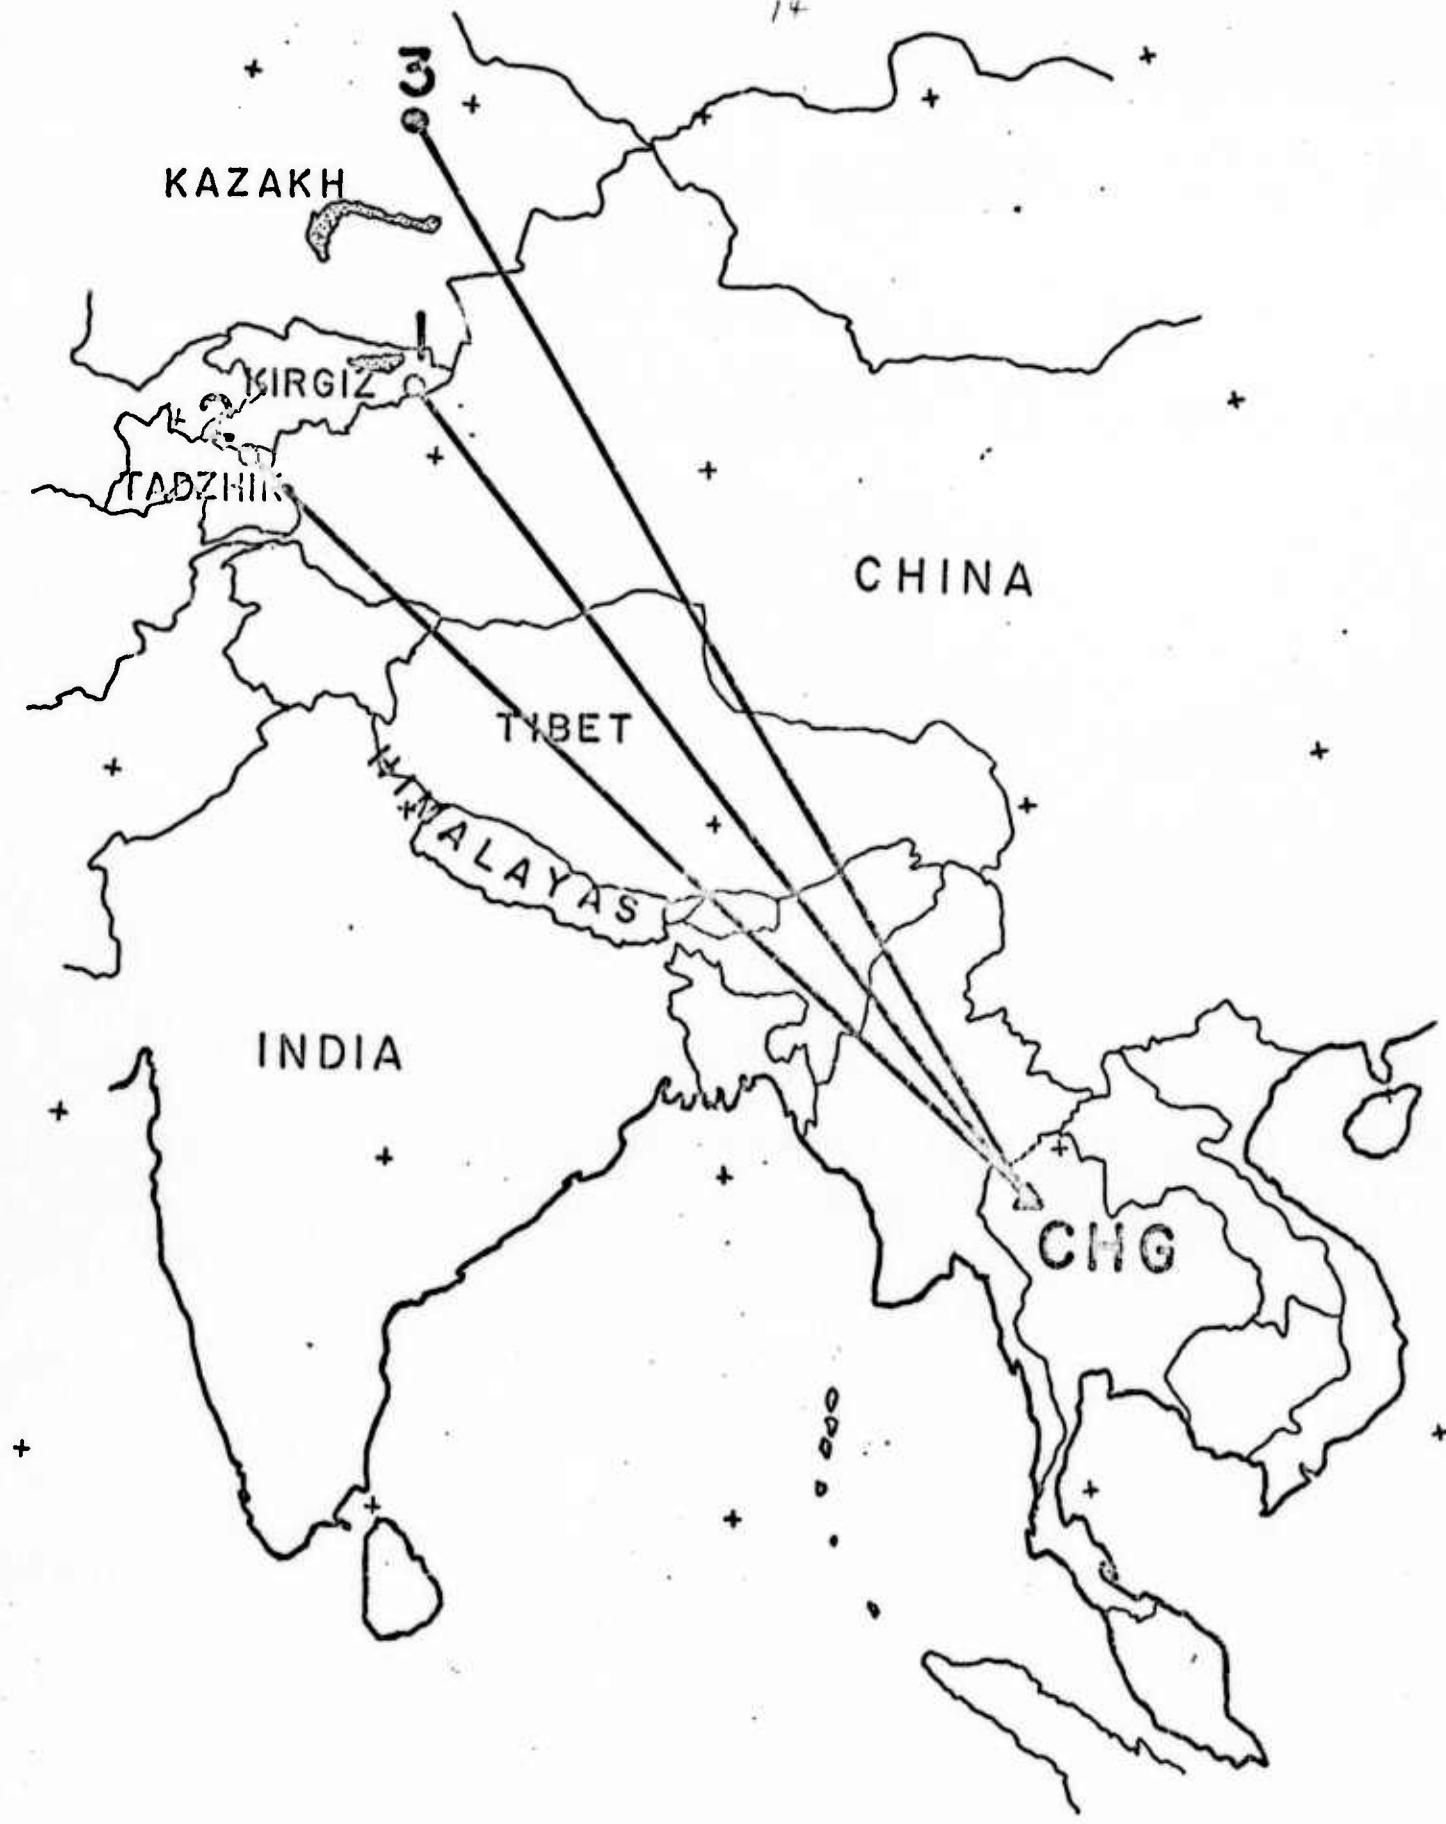 14
3
KAZAKH
1
KIRGIZ
2
TADZHIK
CHINA
TIBET
HIMALAYAS
INDIA
CHG